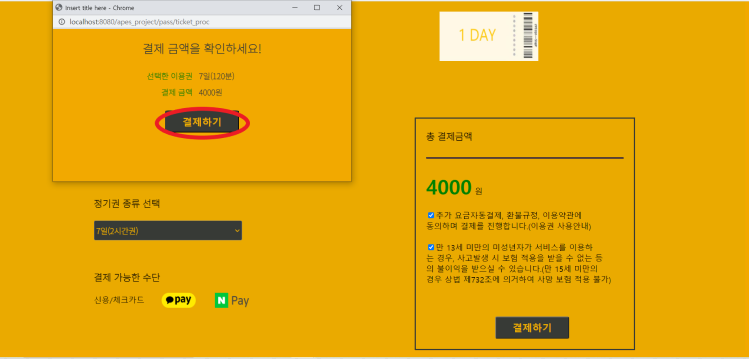 Insert title here - Chrome
localhost:8080/apes_project/pass/ticket_proc
결제 금액을 확인하세요!
선택한 이용권 7일(120분)
결제 금액 4000원
결제하기
정기권 종류 선택
7일(2시간권)
결제 가능한 수단
신용/체크카드 pay N Pay
1 DAY
총 결제금액
4000 원
추가 요금자동결제, 환불규정, 이용약관에
동의하며 결제를 진행합니다.(이용권 사용안내)
만 13세 미만의 미성년자가 서비스를 이용하
는 경우, 사고발생 시 보험 적용을 받을 수 없는 등
의 불이익을 받으실 수 있습니다.(만 15세 미만의
경우 상법 제732조에 의거하여 사망 보험 적용 불가)
결제하기